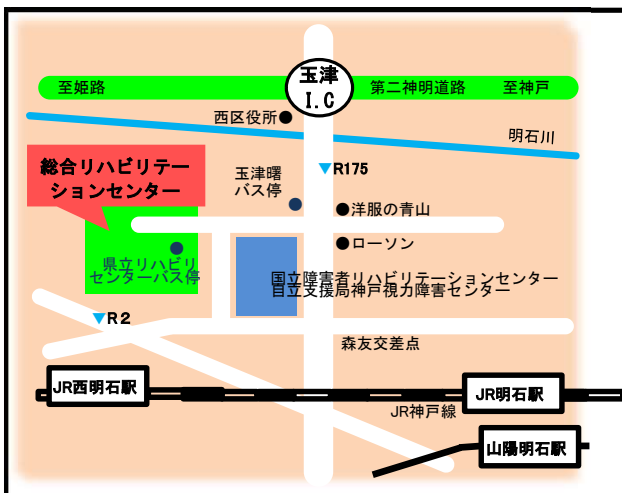 至姫路
玉津
I.C
第二神明道路
至神戸
西区役所●
明石川
総合リハビリテー
ションセンター
玉津曙
バス停
▼R175
●洋服の青山
●ローソン
県立リハビリ
センターバス停
国立障害者リハビリテーションセンター
自立支援局神戸視力障害センター
▼R2
森友交差点
JR西明石駅
JR明石駅
JR神戸線
山陽明石駅